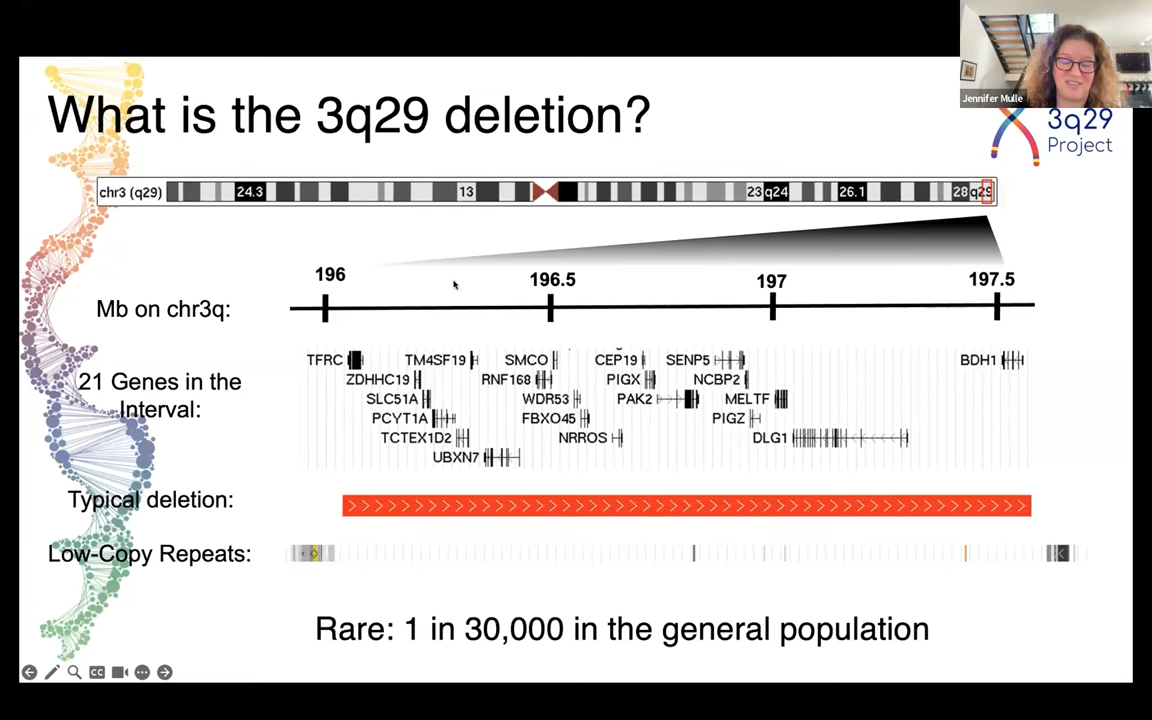 What is the 3q29 deletion?
Jennifer Mulle
3q29
Project
chr3 (q29) 24.3 13 23 q24 26.1 28 q29
196 196.5 197 197.5
Mb on chr3q:
21 Genes in the
Interval:
TFRC TM4SF19 SMCO CEP19 SENP5 BDH1
ZDHHC19 RNF168 PIGX NCBP2
SLC51A WDR53 PAK2 MELTF
PCYT1A FBXO45 PIGZ
TCTEX1D2 NRROS DLG1
UBXN7
Typical deletion:
Low-Copy Repeats:
Rare: 1 in 30,000 in the general population
CC